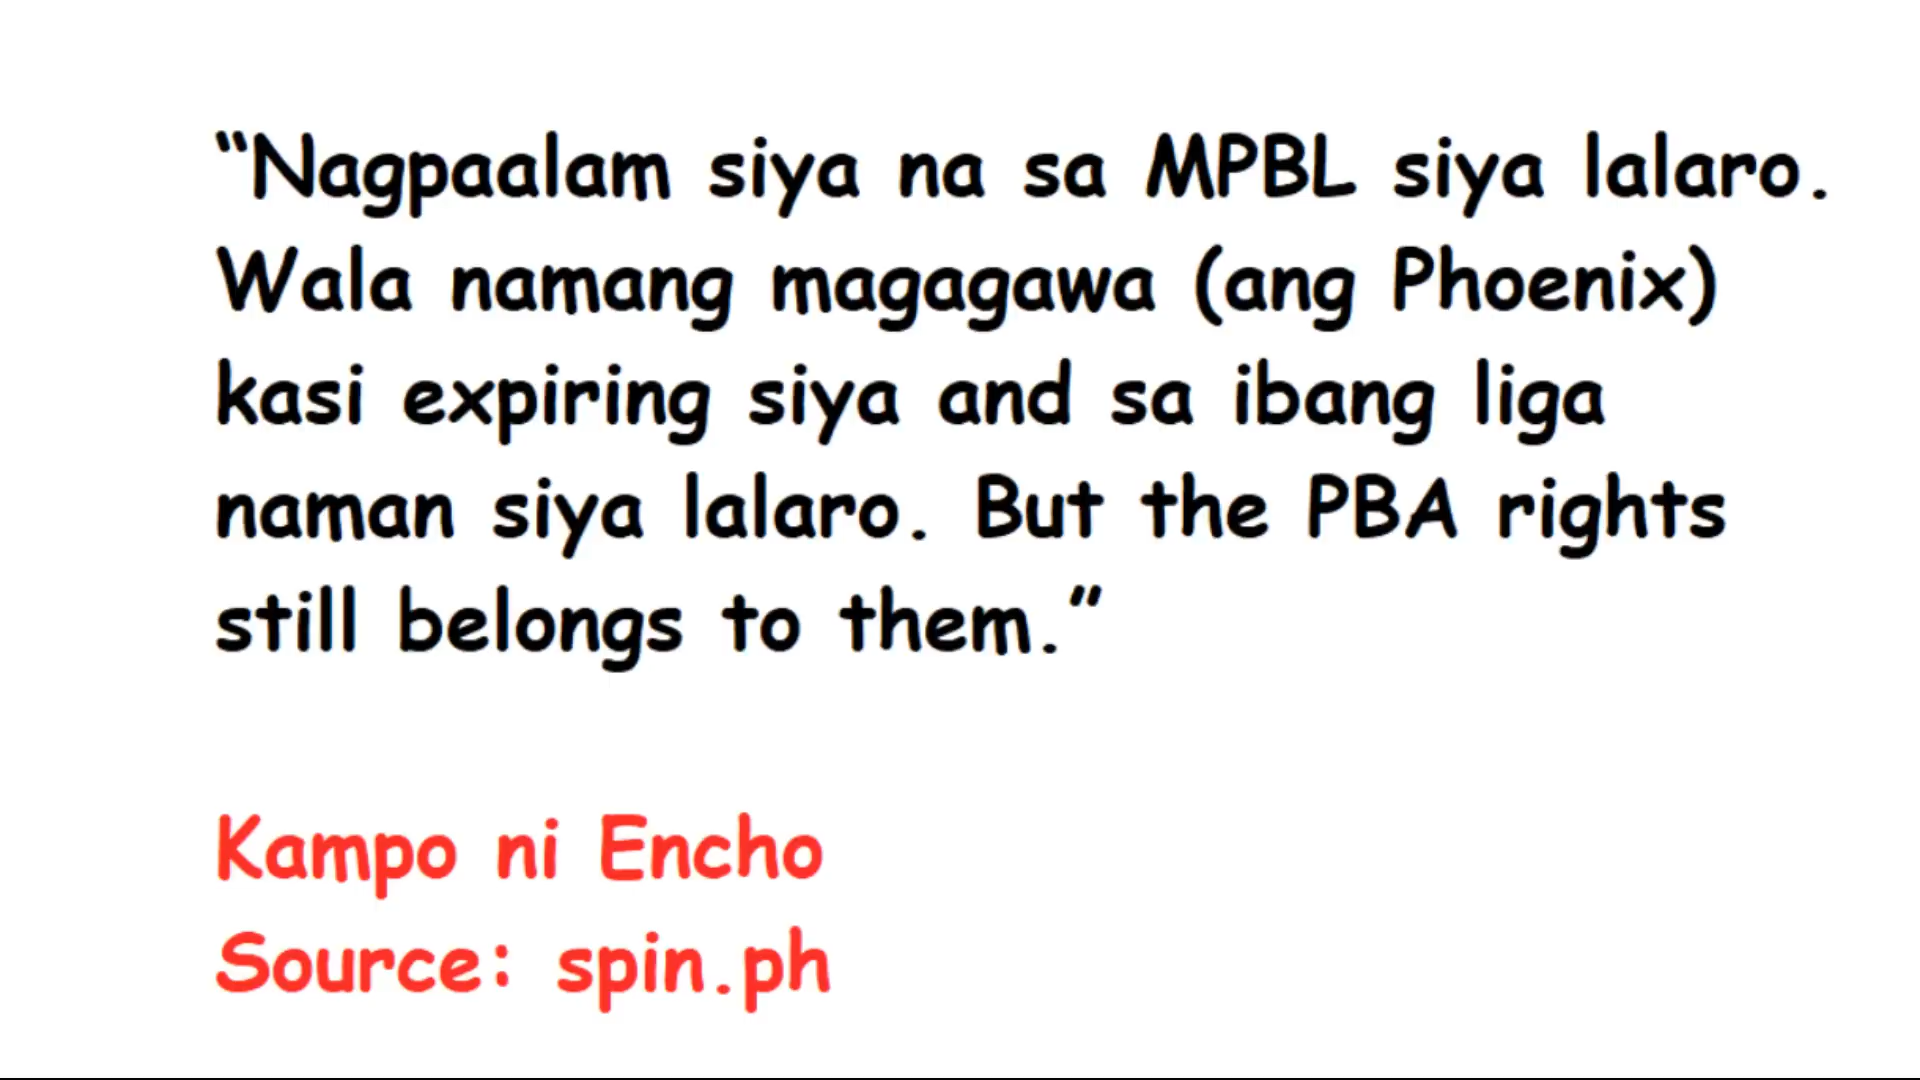 “Nagpaalam siya na sa MPBL siya lalaro.
Wala namang magagawa (ang Phoenix)
kasi expiring siya and sa ibang liga
naman siya lalaro. But the PBA rights
still belongs to them.”
Kampo ni Encho
Source: spin.ph